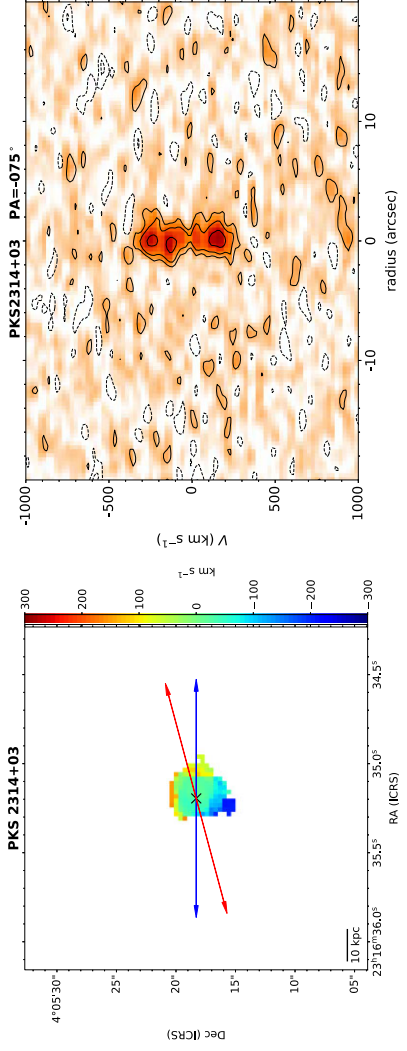 PKS 2314+03
4°05'30"
25"
20"
15"
10"
05"
Dec (ICRS)
10 kpc
23ʰ16ᵐ36.0ˢ
35.5ˢ
35.0ˢ
34.5ˢ
RA (ICRS)
300
200
100
0
−100
−200
−300
km s⁻¹
PKS2314+03 PA=-075°
-1000
-500
0
500
1000
V (km s⁻¹)
-10
0
10
radius (arcsec)